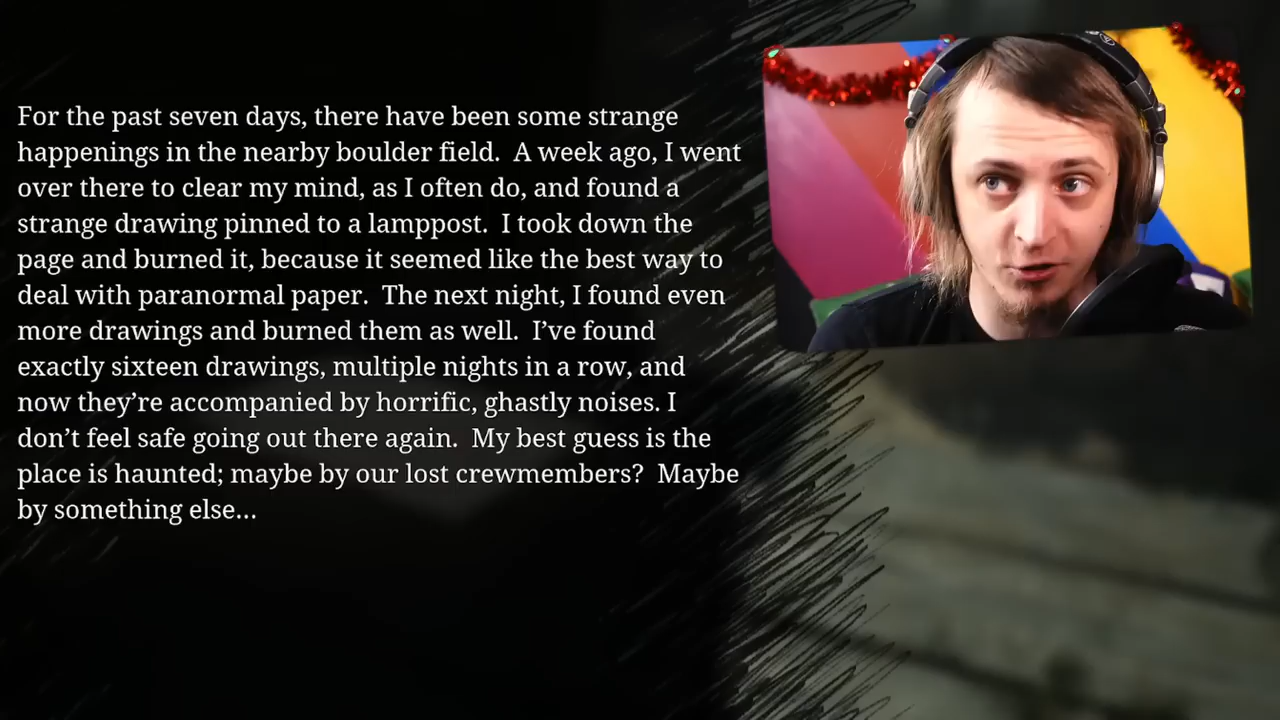 For the past seven days, there have been some strange
happenings in the nearby boulder field.  A week ago, I went
over there to clear my mind, as I often do, and found a
strange drawing pinned to a lamppost.  I took down the
page and burned it, because it seemed like the best way to
deal with paranormal paper.  The next night, I found even
more drawings and burned them as well.  I’ve found
exactly sixteen drawings, multiple nights in a row, and
now they’re accompanied by horrific, ghastly noises. I
don’t feel safe going out there again.  My best guess is the
place is haunted; maybe by our lost crewmembers?  Maybe
by something else...